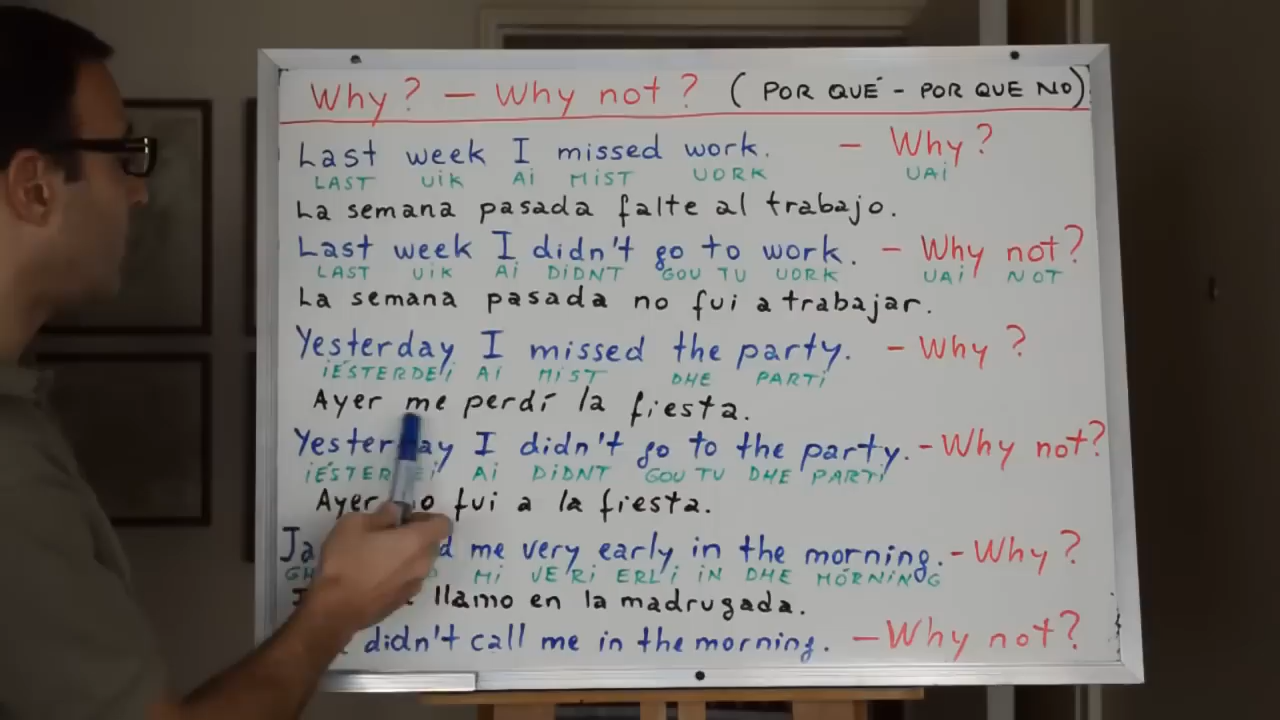 Why? - Why not? (POR QUÉ - POR QUE NO)
Last week I missed work. - Why?
LAST UIK AI MIST UORK UAI
La semana pasada falte al trabajo.
Last week I didn't go to work. - Why not?
LAST UIK AI DIDNT GOU TU UORK UAI NOT
La semana pasada no fui a trabajar.
Yesterday I missed the party. - Why?
IÉSTERDEI AI MIST DHE PARTI
Ayer me perdí la fiesta.
Yesterday I didn't go to the party. - Why not?
AI DIDNT GOU TU DHE PARTI
Ayer fui a la fiesta.
me very early in the morning. - Why?
MI VERI ERLI IN DHE MÓRNING
llamo en la madrugada.
didn't call me in the morning. - Why not?